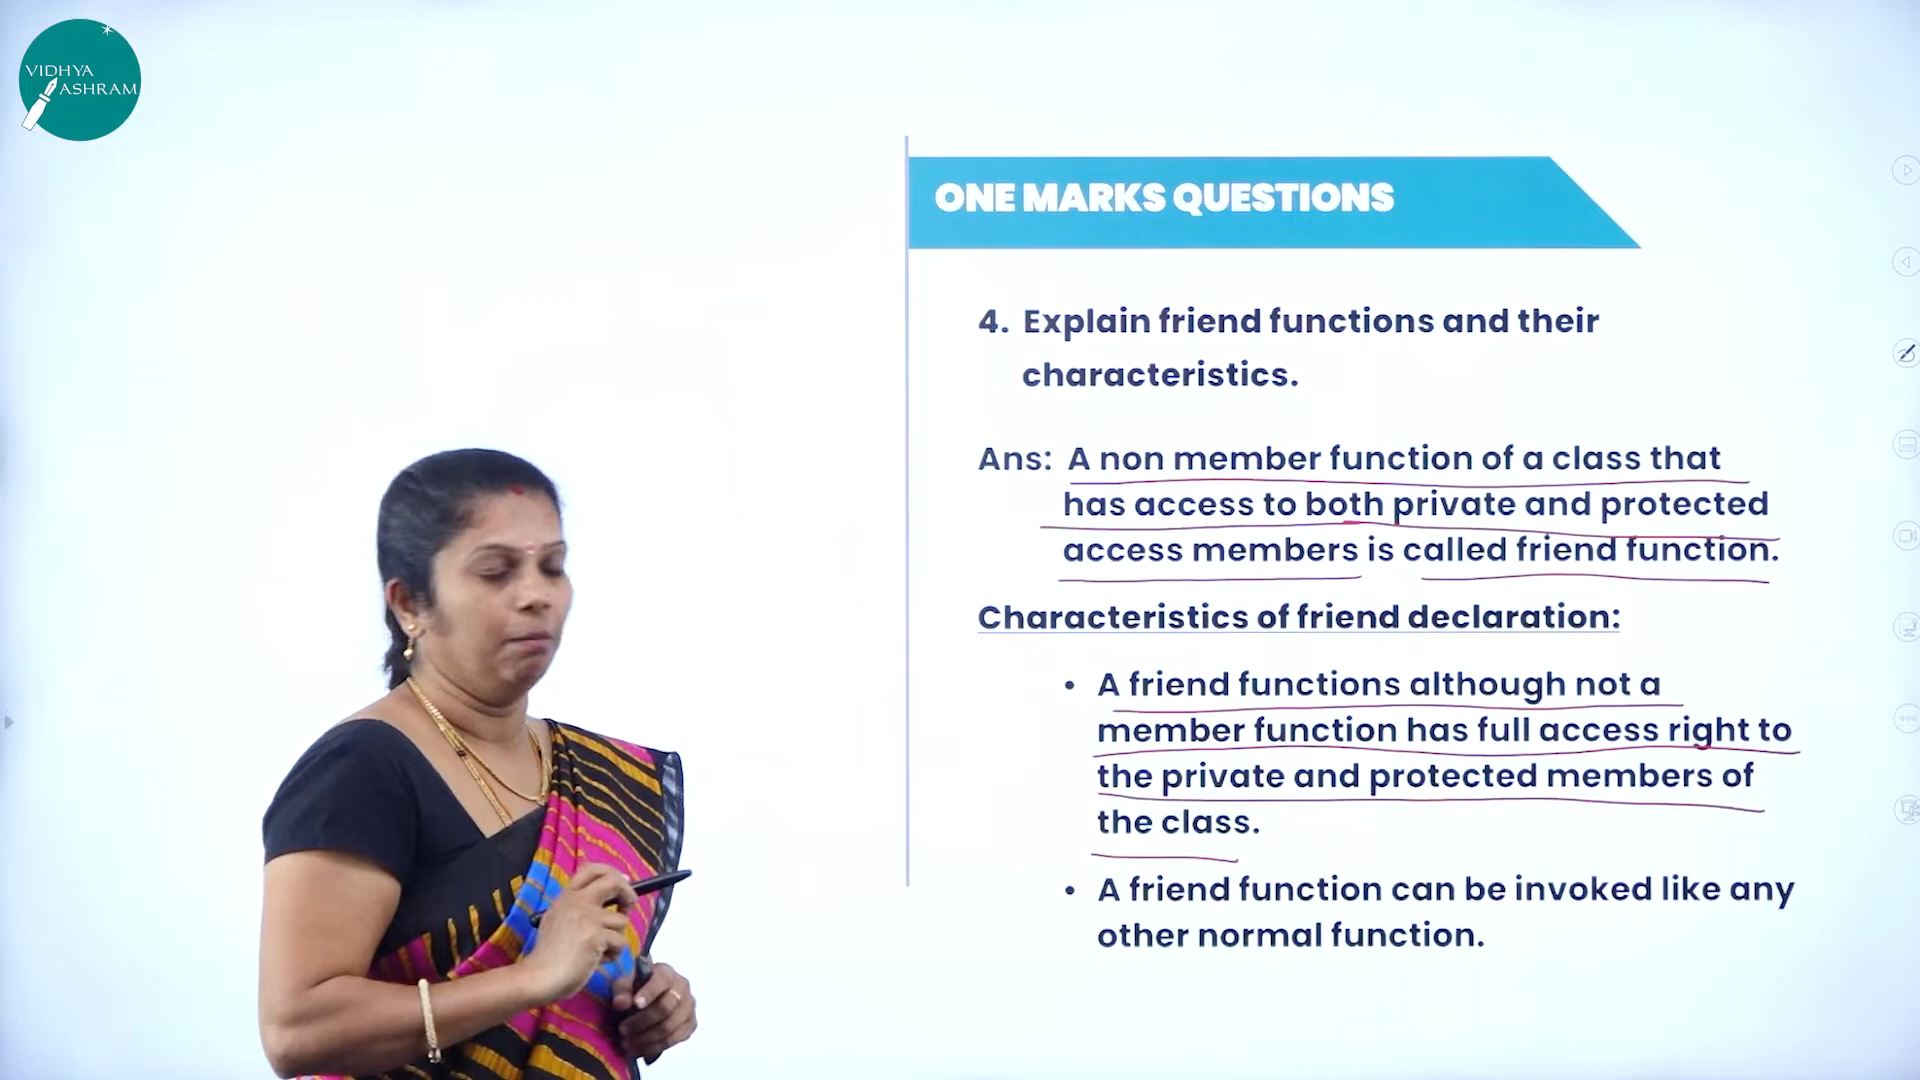 VIDHYA
ASHRAM
ONE MARKS QUESTIONS
4. Explain friend functions and their
characteristics.
Ans: A non member function of a class that
has access to both private and protected
access members is called friend function.
Characteristics of friend declaration:
• A friend functions although not a
member function has full access right to
the private and protected members of
the class.
• A friend function can be invoked like any
other normal function.